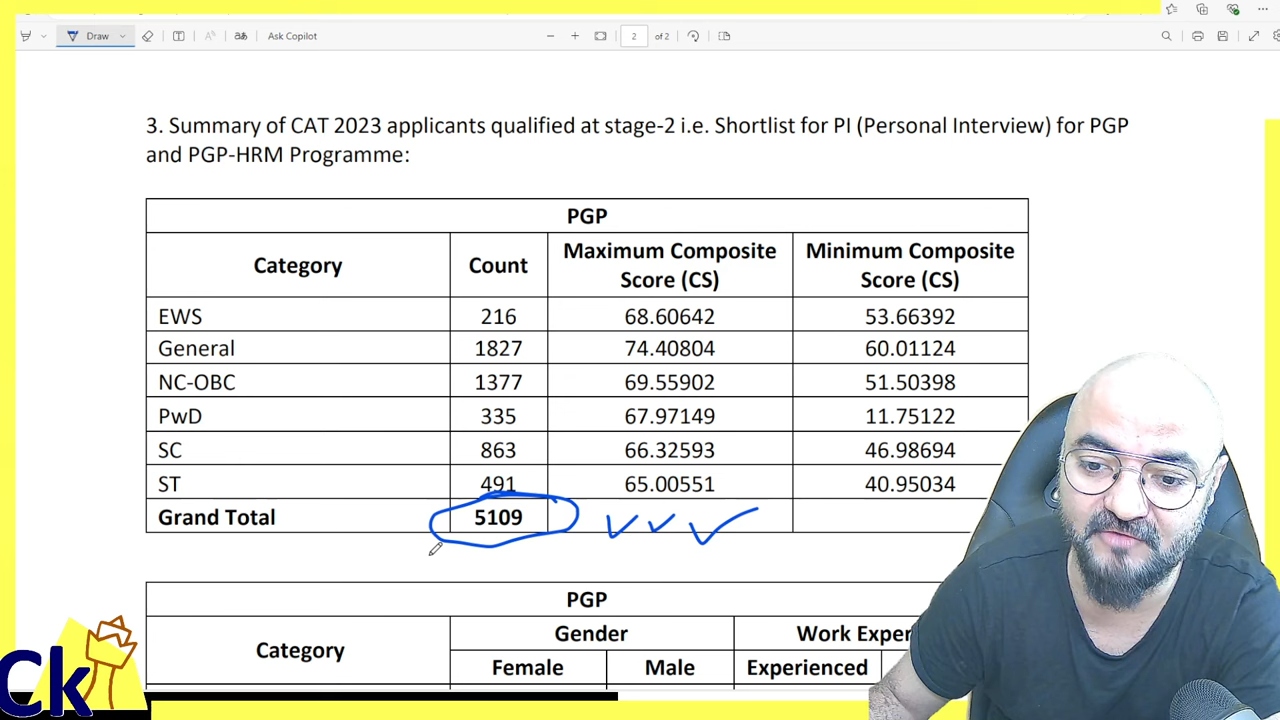 Draw
Ask Copilot
2 of 2
3. Summary of CAT 2023 applicants qualified at stage-2 i.e. Shortlist for PI (Personal Interview) for PGP
and PGP-HRM Programme:
PGP
Category Count Maximum Composite Score (CS) Minimum Composite Score (CS)
EWS 216 68.60642 53.66392
General 1827 74.40804 60.01124
NC-OBC 1377 69.55902 51.50398
PwD 335 67.97149 11.75122
SC 863 66.32593 46.98694
ST 491 65.00551 40.95034
Grand Total 5109
PGP
Category Gender Work Exper
Female Male Experienced
Ck